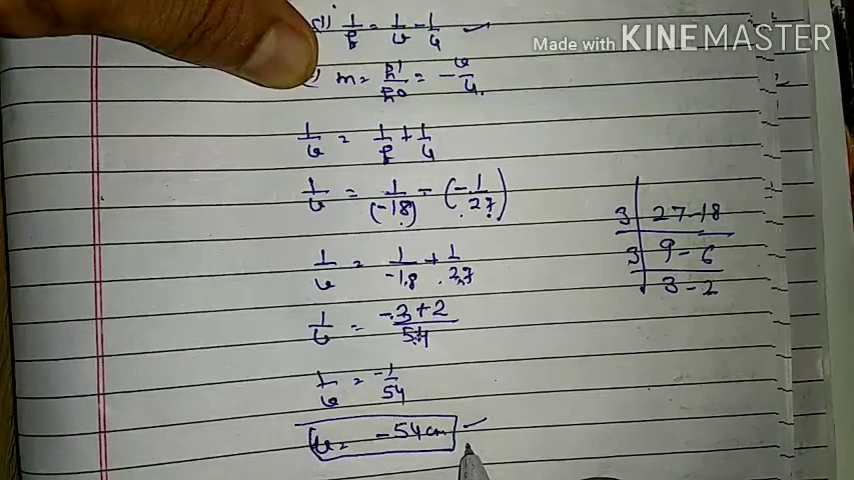 Made with KINEMASTER
1/f = 1/v - 1/u
m = h'/ho = -v/u
1/v = 1/f + 1/u
1/v = 1/(-18) - (-1/27)
1/v = 1/-18 + 1/27
1/v = -3+2/54
1/v = -1/54
v = -54 cm
3 | 27-18
3 | 9-6
3-2